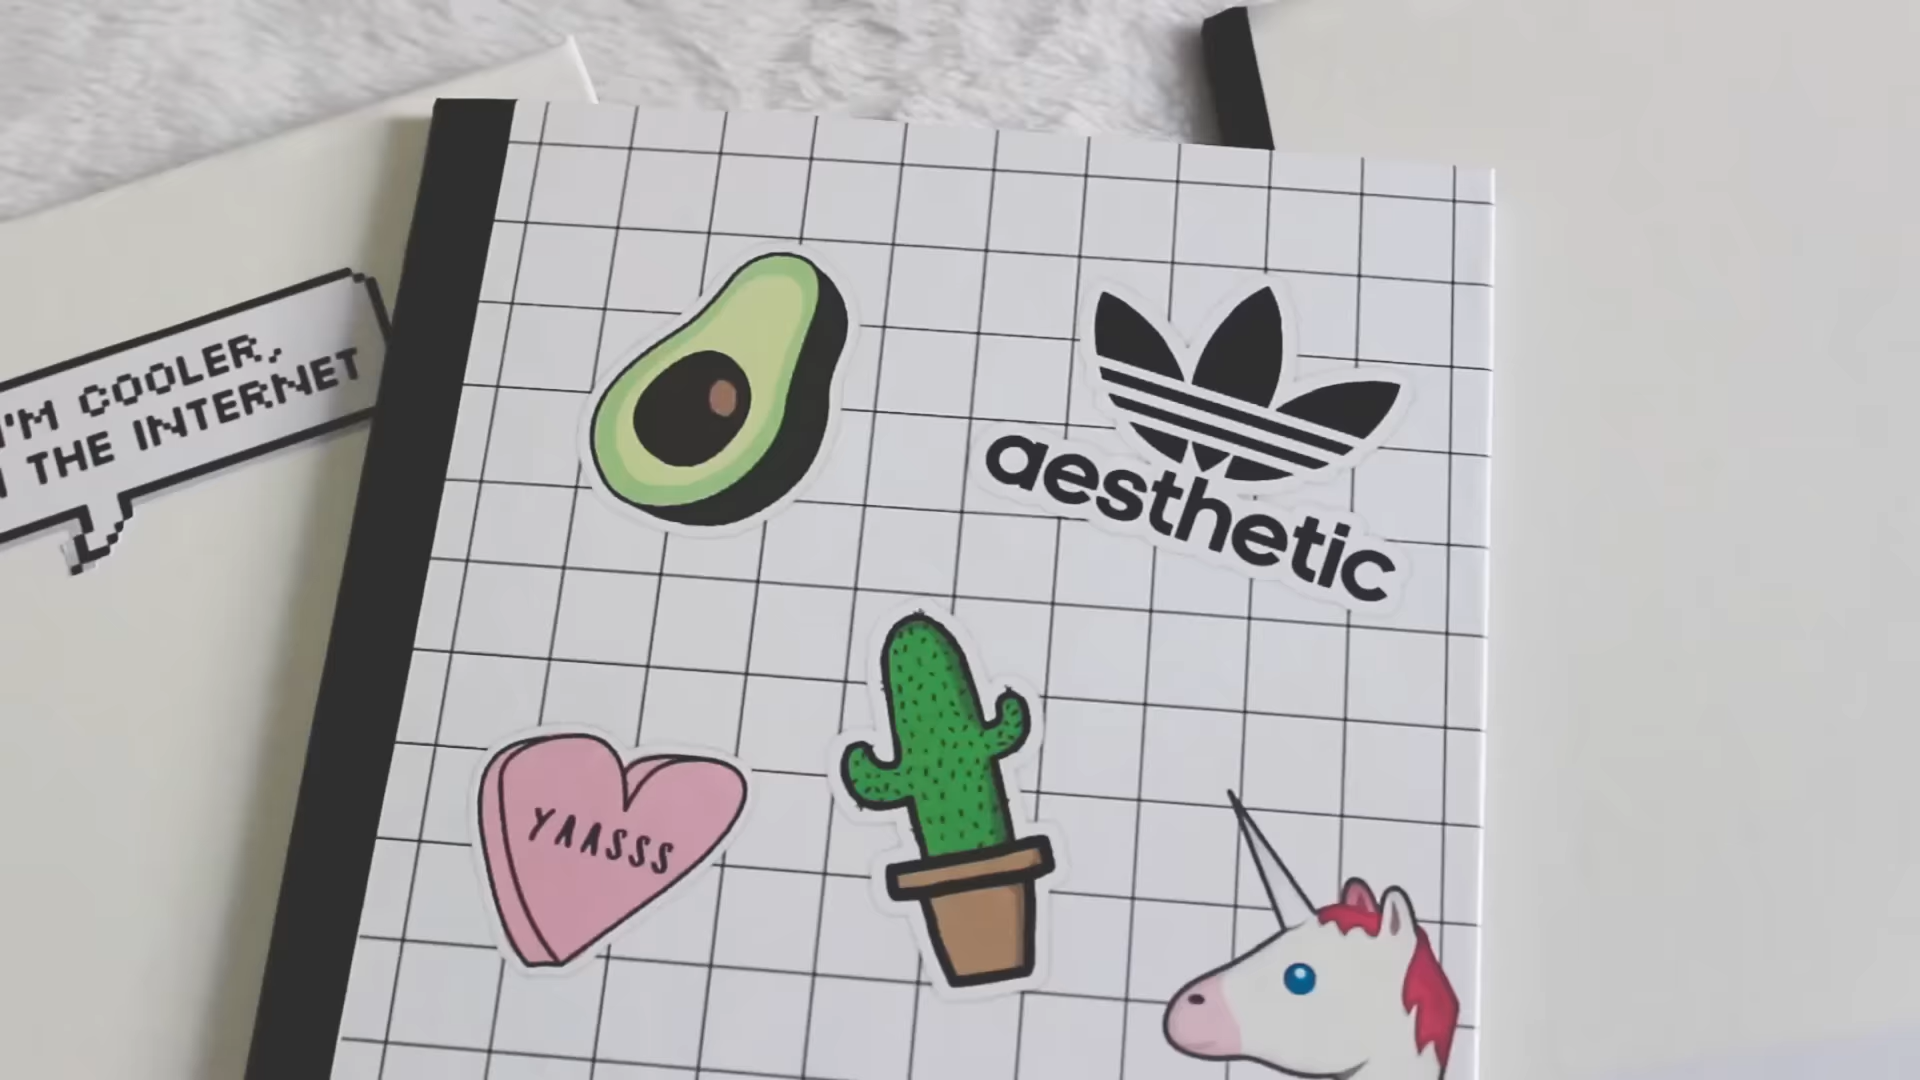 I'M COOLER,
THE INTERNET
aesthetic
YAASSS